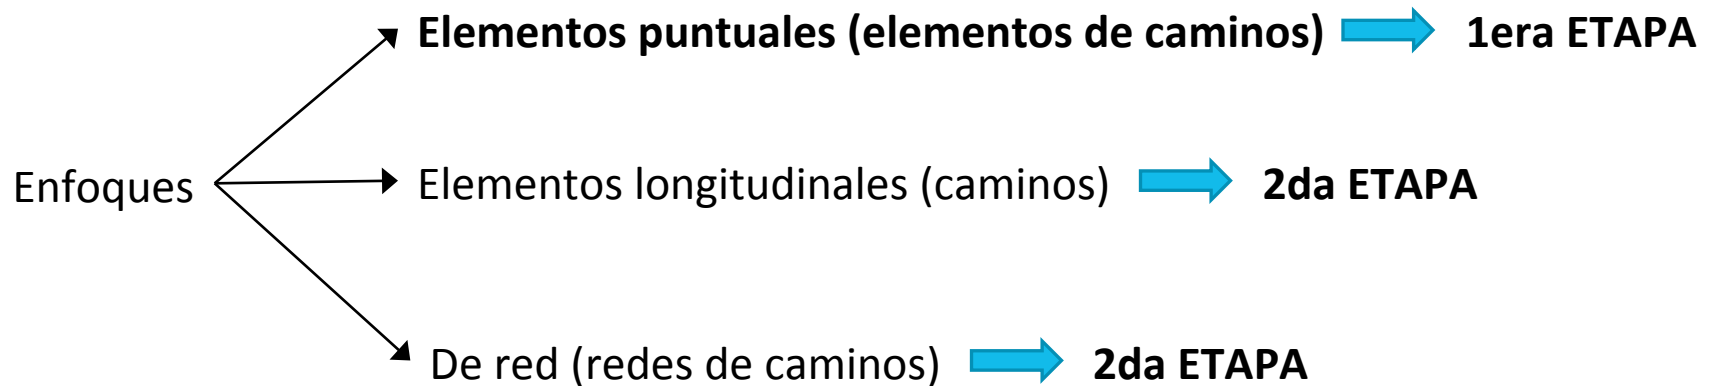 Elementos puntuales (elementos de caminos) 1era ETAPA
Enfoques Elementos longitudinales (caminos) 2da ETAPA
De red (redes de caminos) 2da ETAPA